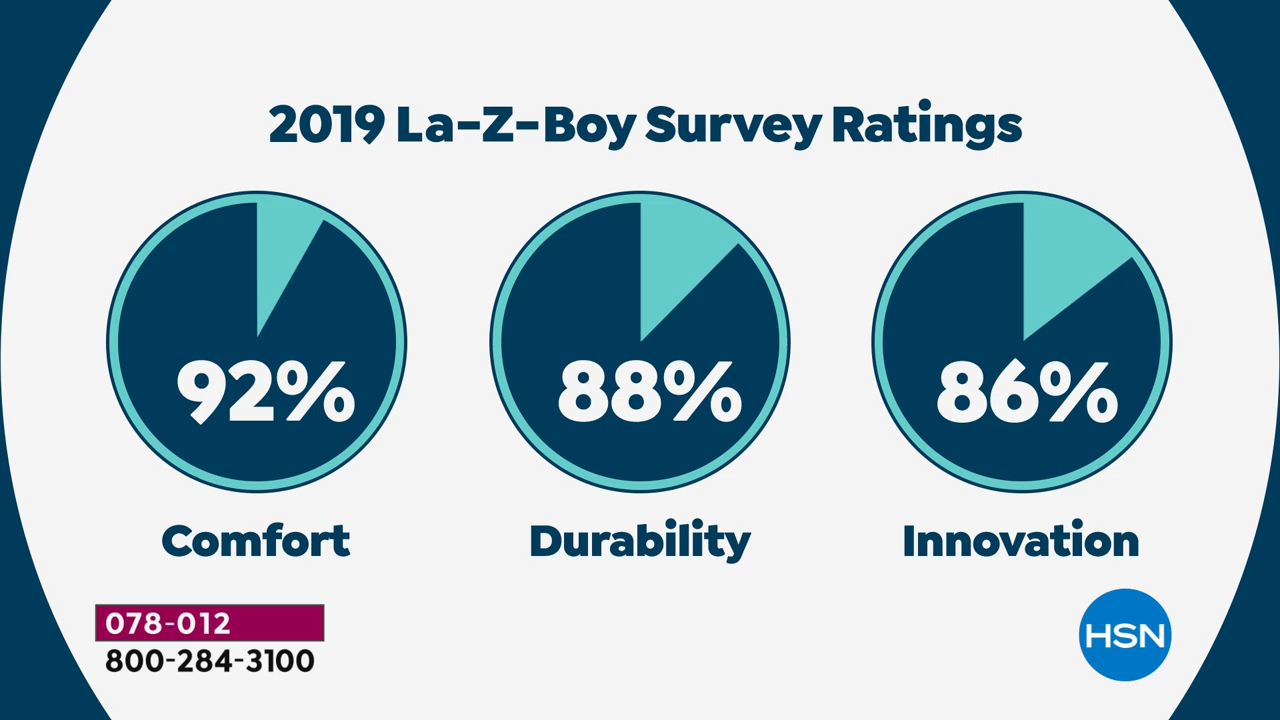 2019 La-Z-Boy Survey Ratings
92%
88%
86%
Comfort
Durability
Innovation
078-012
800-284-3100
HSN